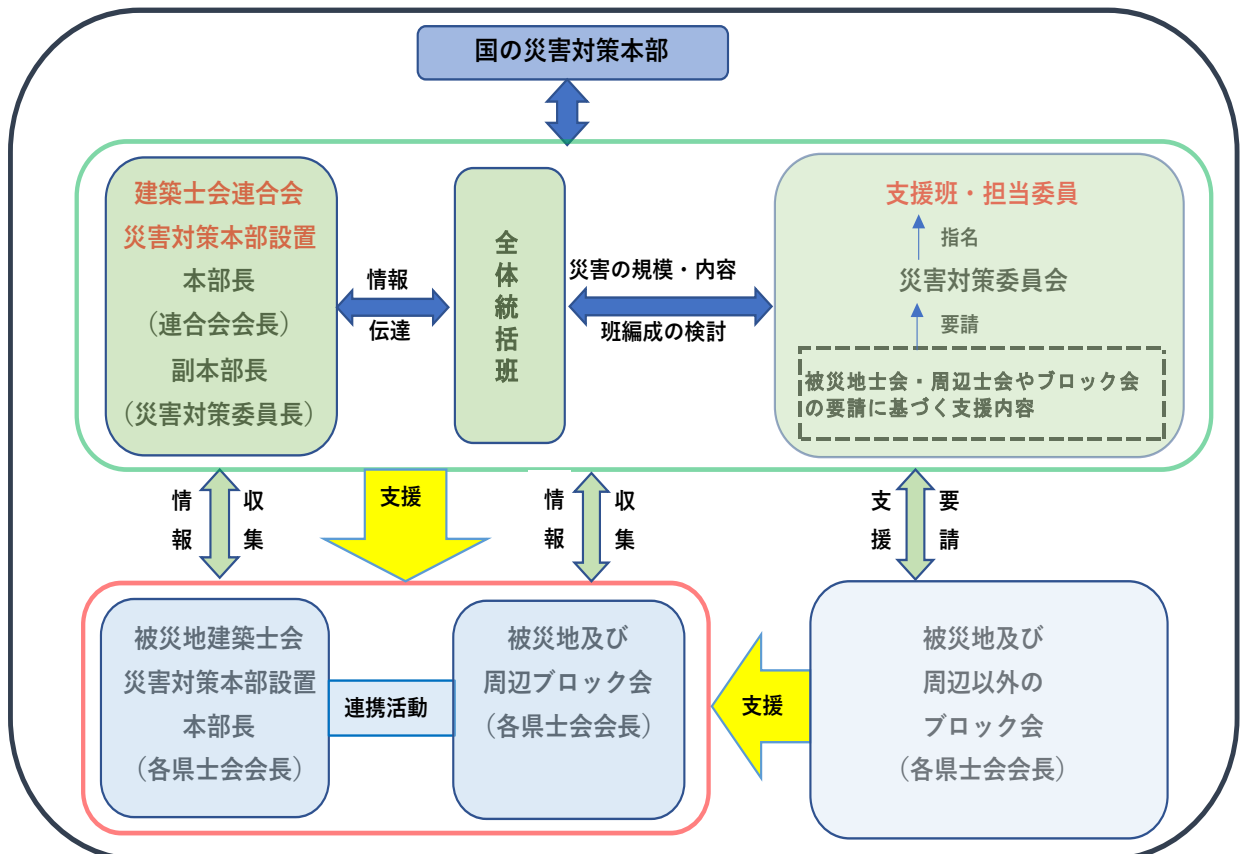 国の災害対策本部
建築士会連合会
災害対策本部設置
本部長
（連合会会長）
副本部長
（災害対策委員長）
情報
伝達
全体統括班
災害の規模・内容
班編成の検討
支援班・担当委員
指名
災害対策委員会
要請
被災地士会・周辺士会やブロック会
の要請に基づく支援内容
情報
収集
支援
情報
収集
支援
要請
被災地建築士会
災害対策本部設置
本部長
（各県士会会長）
連携活動
被災地及び
周辺ブロック会
（各県士会会長）
支援
被災地及び
周辺以外の
ブロック会
（各県士会会長）